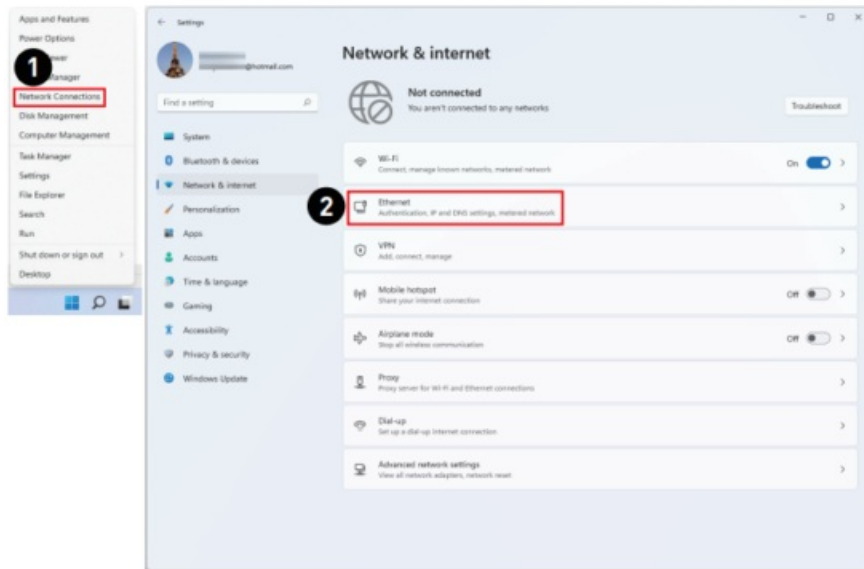 Apps and Features
Power Options
1
Network Connections
Disk Management
Computer Management
Task Manager
Settings
File Explorer
Search
Run
Shut down or sign out
Desktop
Settings
@hotmail.com
Find a setting
System
Bluetooth & devices
Network & internet
Personalization
Apps
Accounts
Time & language
Gaming
Accessibility
Privacy & security
Windows Update
Network & internet
Not connected
You aren't connected to any networks
Troubleshoot
Wi-Fi
Connect, manage known networks, metered network
On
2
Ethernet
Authentication, IP and DNS settings, metered network
VPN
Add, connect, manage
Mobile hotspot
Share your internet connection
Off
Airplane mode
Stop all wireless communication
Off
Proxy
Proxy server for Wi-Fi and Ethernet connections
Dial-up
Set up a dial-up internet connection
Advanced network settings
View all network adapters, network reset